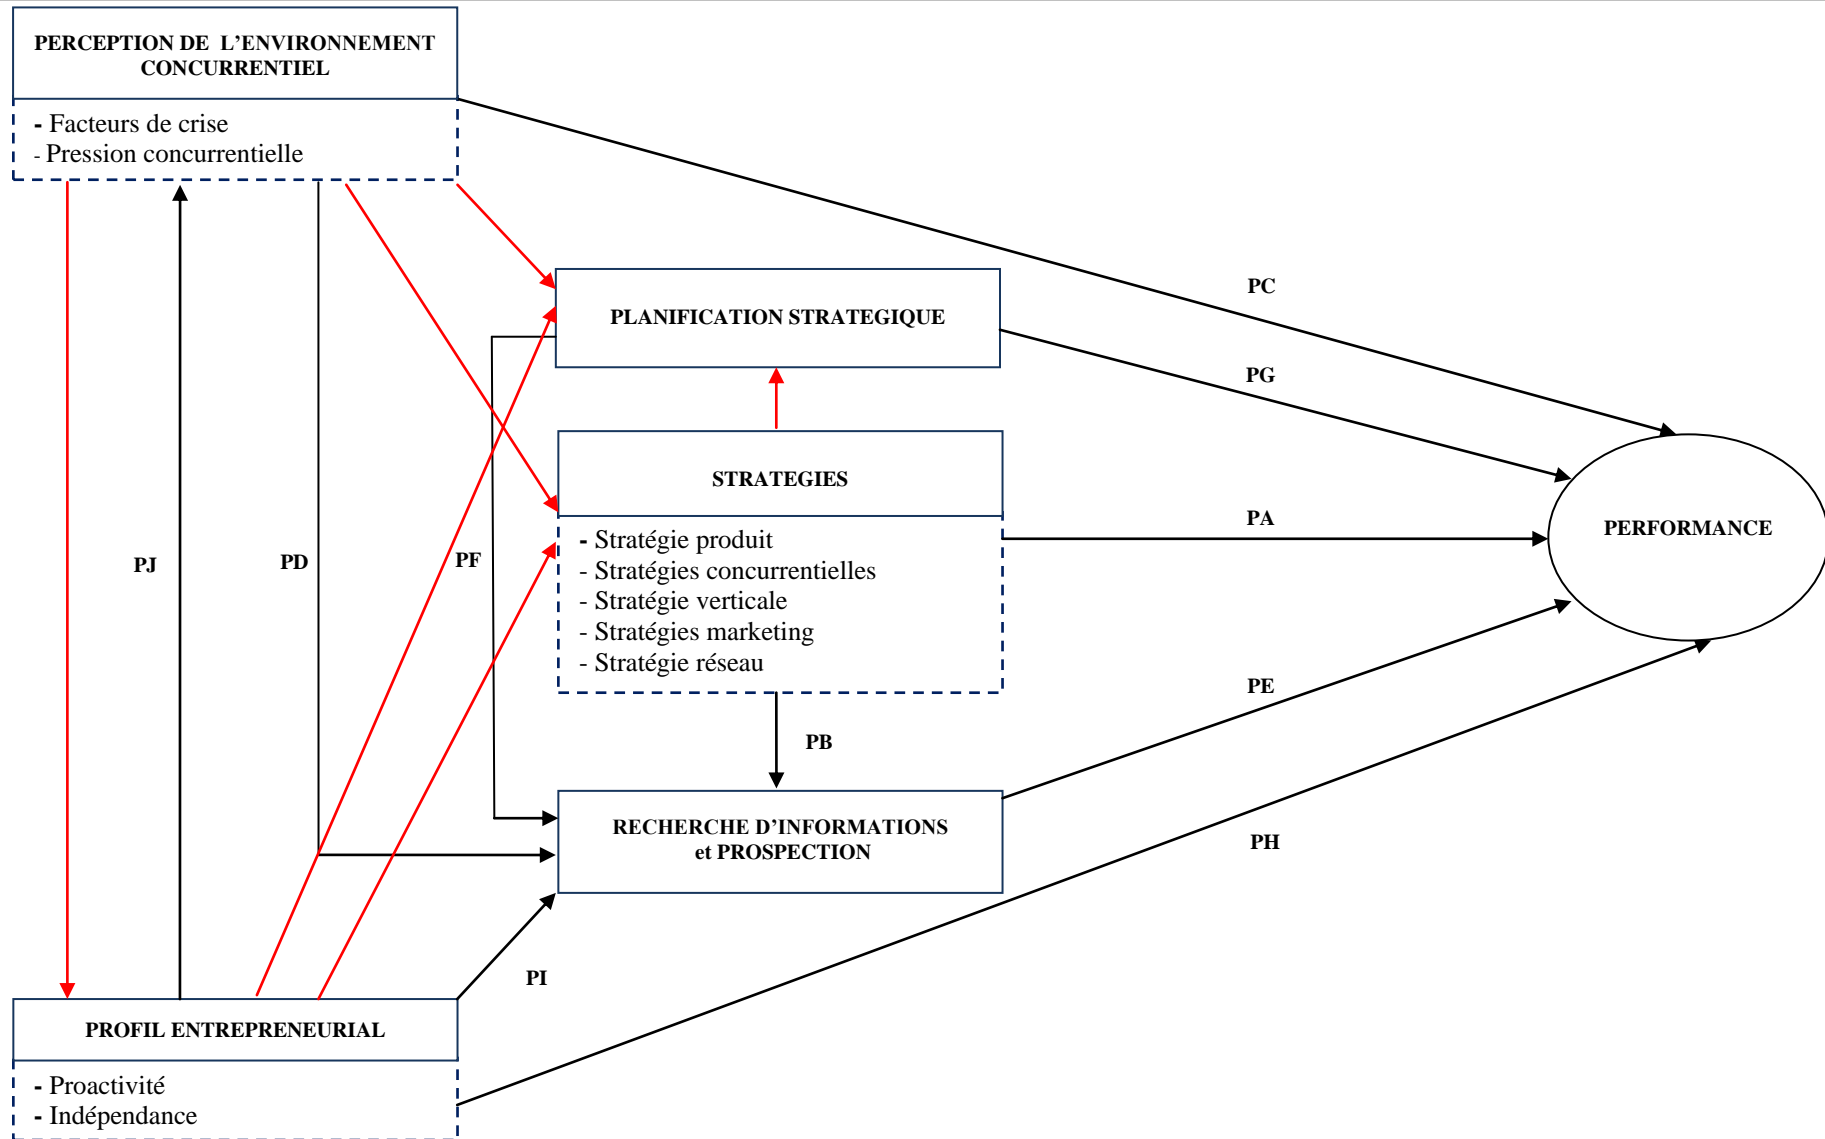 PERCEPTION DE L’ENVIRONNEMENT
CONCURRENTIEL
- Facteurs de crise
- Pression concurrentielle
PC
PLANIFICATION STRATEGIQUE
PG
STRATEGIES
- Stratégie produit
- Stratégies concurrentielles
- Stratégie verticale
- Stratégies marketing
- Stratégie réseau
PA
PERFORMANCE
PJ
PD
PF
PE
PB
RECHERCHE D’INFORMATIONS
et PROSPECTION
PH
PI
PROFIL ENTREPRENEURIAL
- Proactivité
- Indépendance